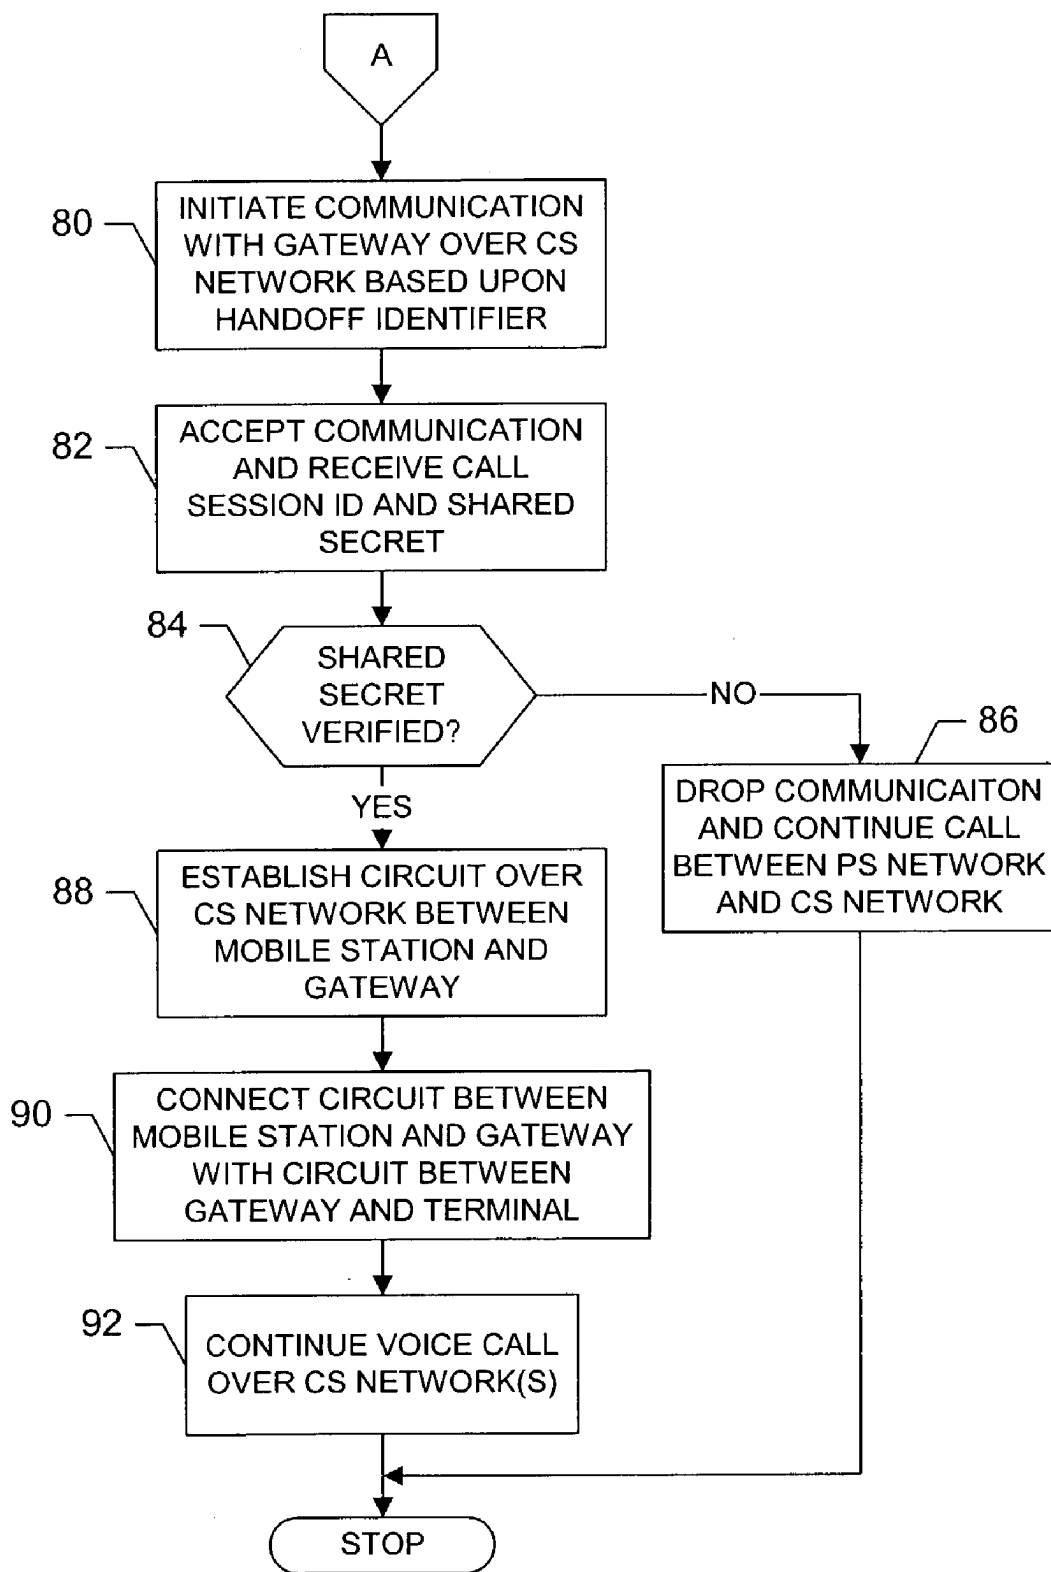 A
80
INITIATE COMMUNICATION
WITH GATEWAY OVER CS
NETWORK BASED UPON
HANDOFF IDENTIFIER
82
ACCEPT COMMUNICATION
AND RECEIVE CALL
SESSION ID AND SHARED
SECRET
84
SHARED
SECRET
VERIFIED?
NO
86
DROP COMMUNICAITON
AND CONTINUE CALL
BETWEEN PS NETWORK
AND CS NETWORK
YES
88
ESTABLISH CIRCUIT OVER
CS NETWORK BETWEEN
MOBILE STATION AND
GATEWAY
90
CONNECT CIRCUIT BETWEEN
MOBILE STATION AND GATEWAY
WITH CIRCUIT BETWEEN
GATEWAY AND TERMINAL
92
CONTINUE VOICE CALL
OVER CS NETWORK(S)
STOP